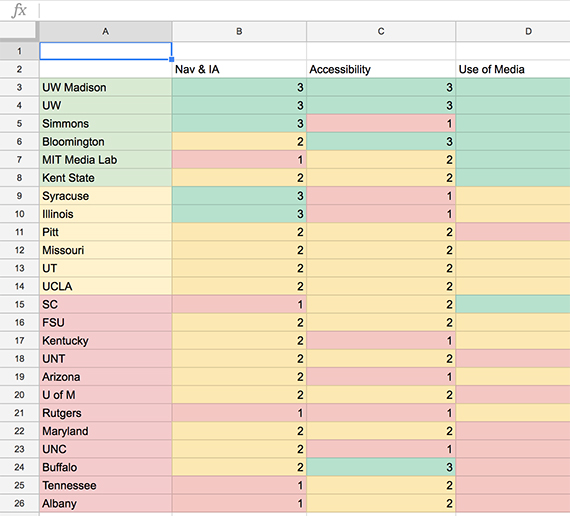 fx
A B C D
1
2 Nav & IA Accessibility Use of Media
3 UW Madison 3 3
4 UW 3 3
5 Simmons 3 1
6 Bloomington 2 3
7 MIT Media Lab 1 2
8 Kent State 2 2
9 Syracuse 3 1
10 Illinois 3 1
11 Pitt 2 2
12 Missouri 2 2
13 UT 2 2
14 UCLA 2 2
15 SC 1 2
16 FSU 2 2
17 Kentucky 2 1
18 UNT 2 2
19 Arizona 2 1
20 U of M 2 2
21 Rutgers 1 1
22 Maryland 2 2
23 UNC 2 1
24 Buffalo 2 3
25 Tennessee 1 2
26 Albany 1 2